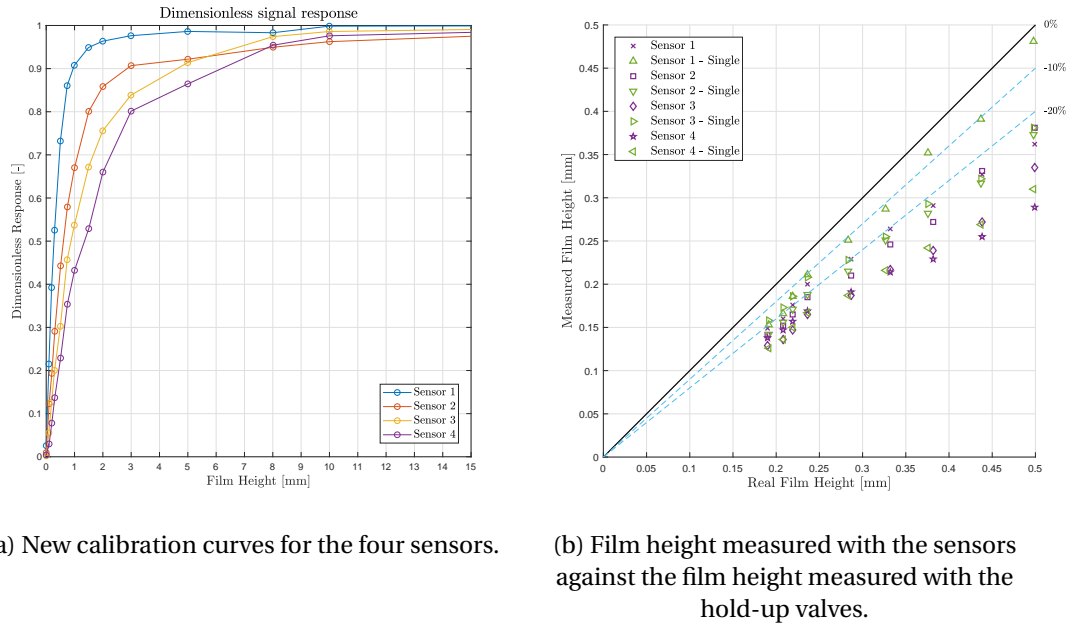 Dimensionless signal response
1
0.9
0.8
0.7
0.6
0.5
0.4
0.3
0.2
0.1
0
Dimensionless Response [-]
0 1 2 3 4 5 6 7 8 9 10 11 12 13 14 15
Film Height [mm]
Sensor 1
Sensor 2
Sensor 3
Sensor 4
a) New calibration curves for the four sensors.
0.5
0.45
0.4
0.35
0.3
0.25
0.2
0.15
0.1
0.05
0
Measured Film Height [mm]
0 0.05 0.1 0.15 0.2 0.25 0.3 0.35 0.4 0.45 0.5
Real Film Height [mm]
Sensor 1
Sensor 1 - Single
Sensor 2
Sensor 2 - Single
Sensor 3
Sensor 3 - Single
Sensor 4
Sensor 4 - Single
0%
-10%
-20%
(b) Film height measured with the sensors
against the film height measured with the
hold-up valves.